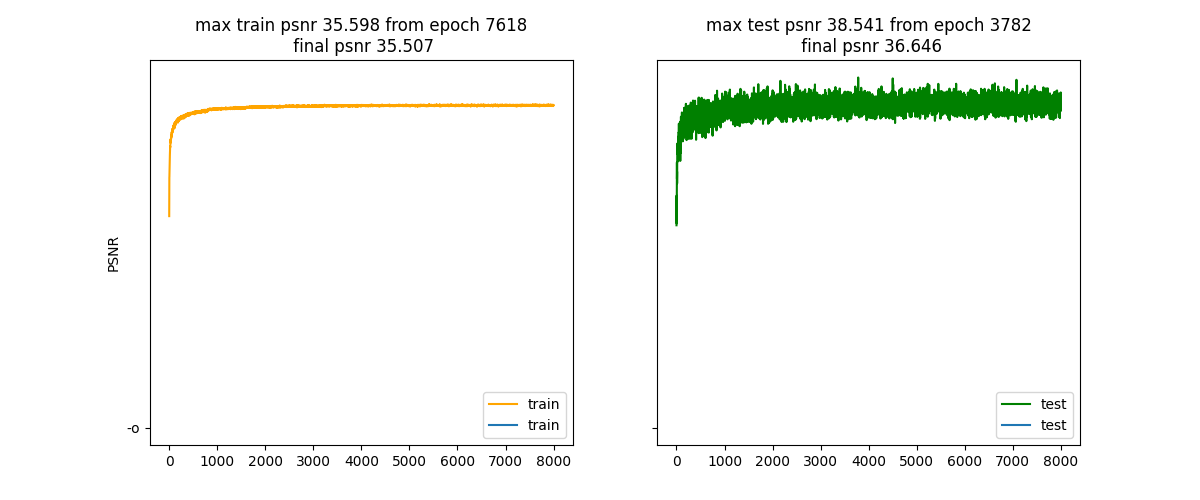 max train psnr 35.598 from epoch 7618
final psnr 35.507
PSNR
-o
0 1000 2000 3000 4000 5000 6000 7000 8000
train
train
max test psnr 38.541 from epoch 3782
final psnr 36.646
0 1000 2000 3000 4000 5000 6000 7000 8000
test
test